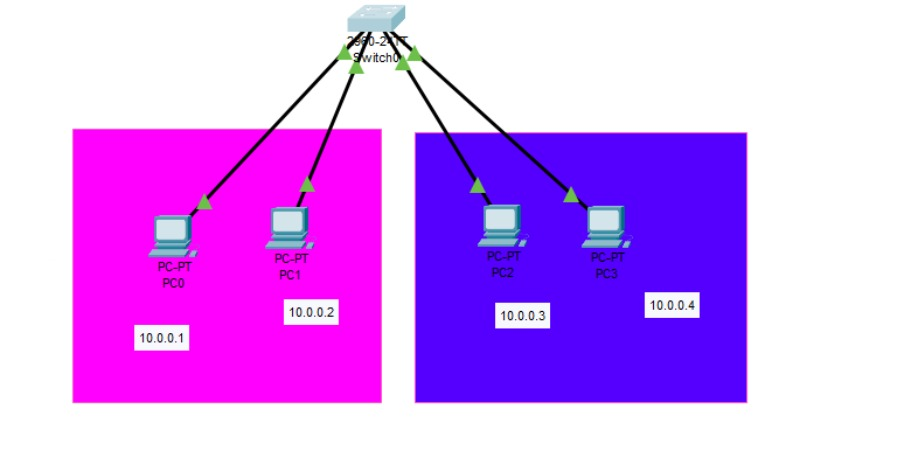 2960-24TT
Switch0
PC-PT
PC0
PC-PT
PC1
PC-PT
PC2
PC-PT
PC3
10.0.0.1
10.0.0.2
10.0.0.3
10.0.0.4